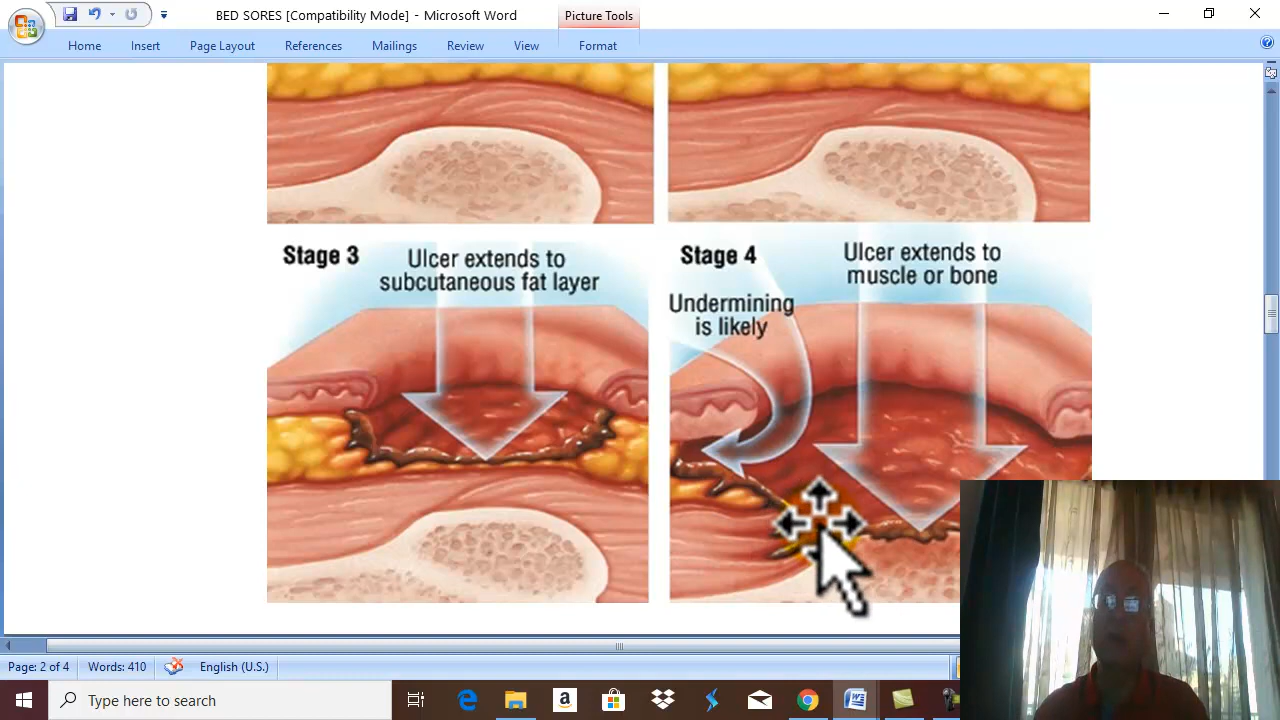 BED SORES [Compatibility Mode] - Microsoft Word
Picture Tools
Home Insert Page Layout References Mailings Review View Format
Stage 3
Ulcer extends to
subcutaneous fat layer
Stage 4
Ulcer extends to
muscle or bone
Undermining
is likely
Page: 2 of 4 Words: 410 English (U.S.)
Type here to search